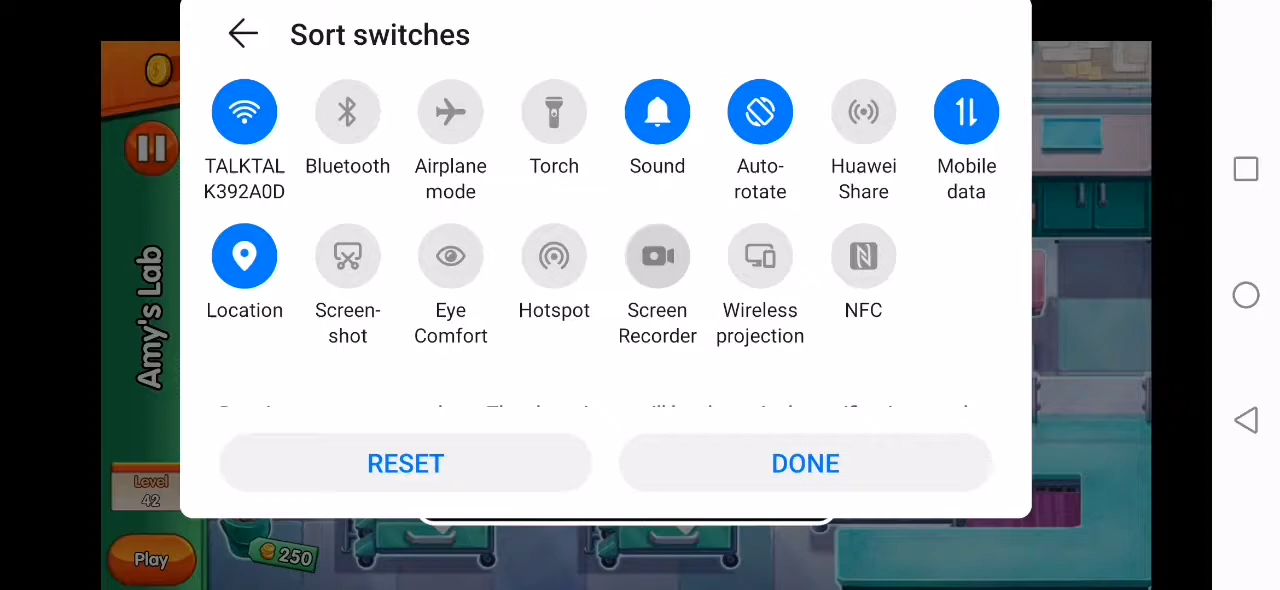 Sort switches
TALKTAL
K392A0D
Bluetooth
Airplane
mode
Torch
Sound
Auto-
rotate
Huawei
Share
Mobile
data
Location
Screen-
shot
Eye
Comfort
Hotspot
Screen
Recorder
Wireless
projection
NFC
RESET
DONE
Amy's Lab
Level
42
Play
250